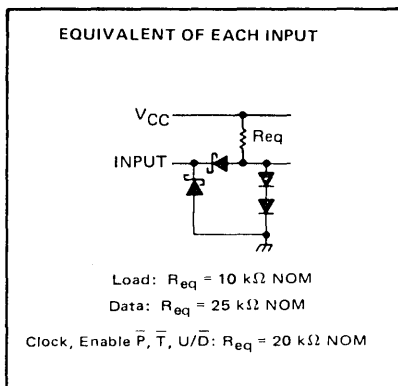 EQUIVALENT OF EACH INPUT
VCC
Req
INPUT
Load: Req = 10 kΩ NOM
Data: Req = 25 kΩ NOM
Clock, Enable P̅, T̅, U/D̅: Req = 20 kΩ NOM